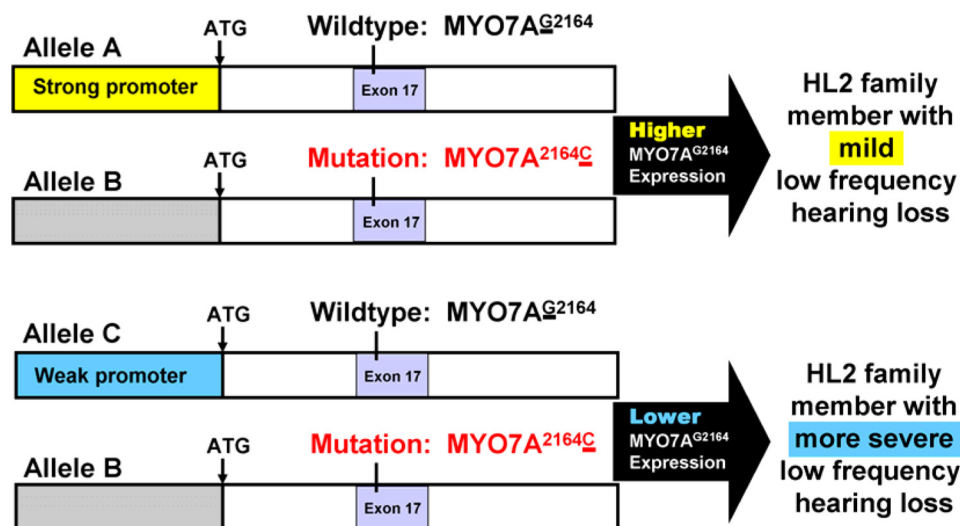 Allele A
ATG
Wildtype: MYO7AG2164
Strong promoter
Exon 17
Allele B
ATG
Mutation: MYO7A2164C
Exon 17
Higher
MYO7AG2164
Expression
HL2 family
member with
mild
low frequency
hearing loss
Allele C
ATG
Wildtype: MYO7AG2164
Weak promoter
Exon 17
Allele B
ATG
Mutation: MYO7A2164C
Exon 17
Lower
MYO7AG2164
Expression
HL2 family
member with
more severe
low frequency
hearing loss